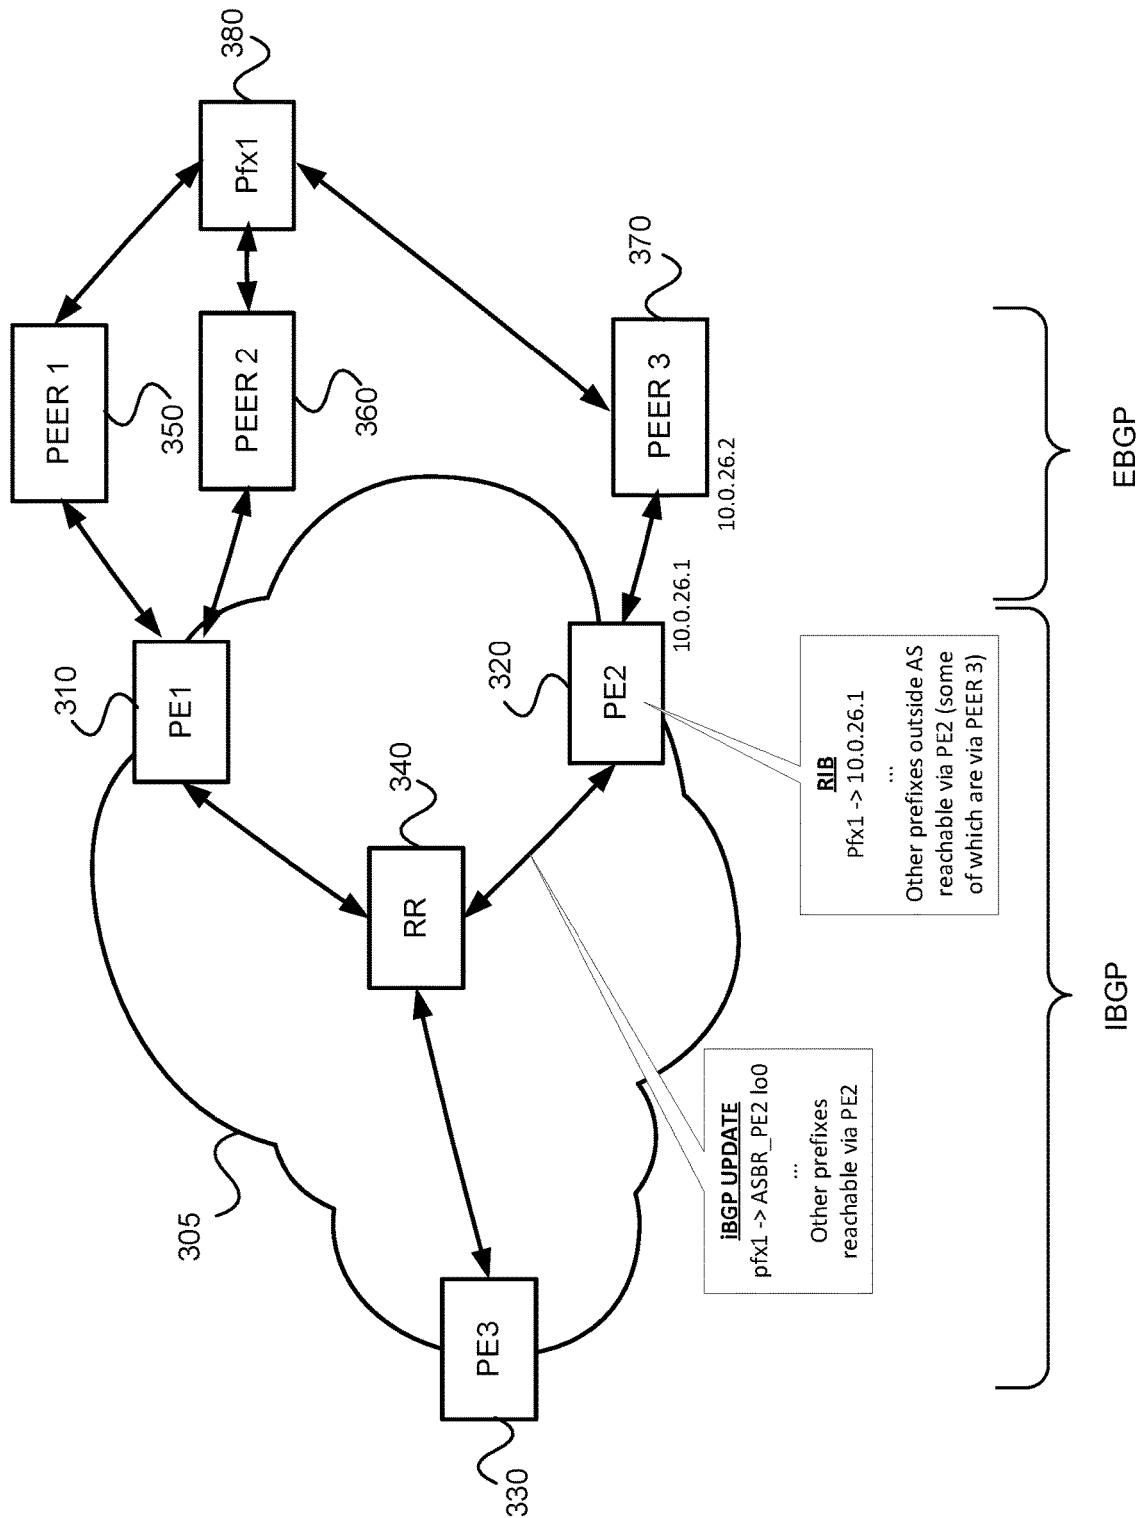 380
Pfx1
PEER 1
350
PEER 2
360
370
PEER 3
10.0.26.2
310
PE1
320
PE2
10.0.26.1
340
RR
305
PE3
330
RIB
Pfx1 -> 10.0.26.1
...
Other prefixes outside AS
reachable via PE2 (some
of which are via PEER 3)
iBGP UPDATE
pfx1 -> ASBR_PE2 lo0
...
Other prefixes
reachable via PE2
IBGP
EBGP